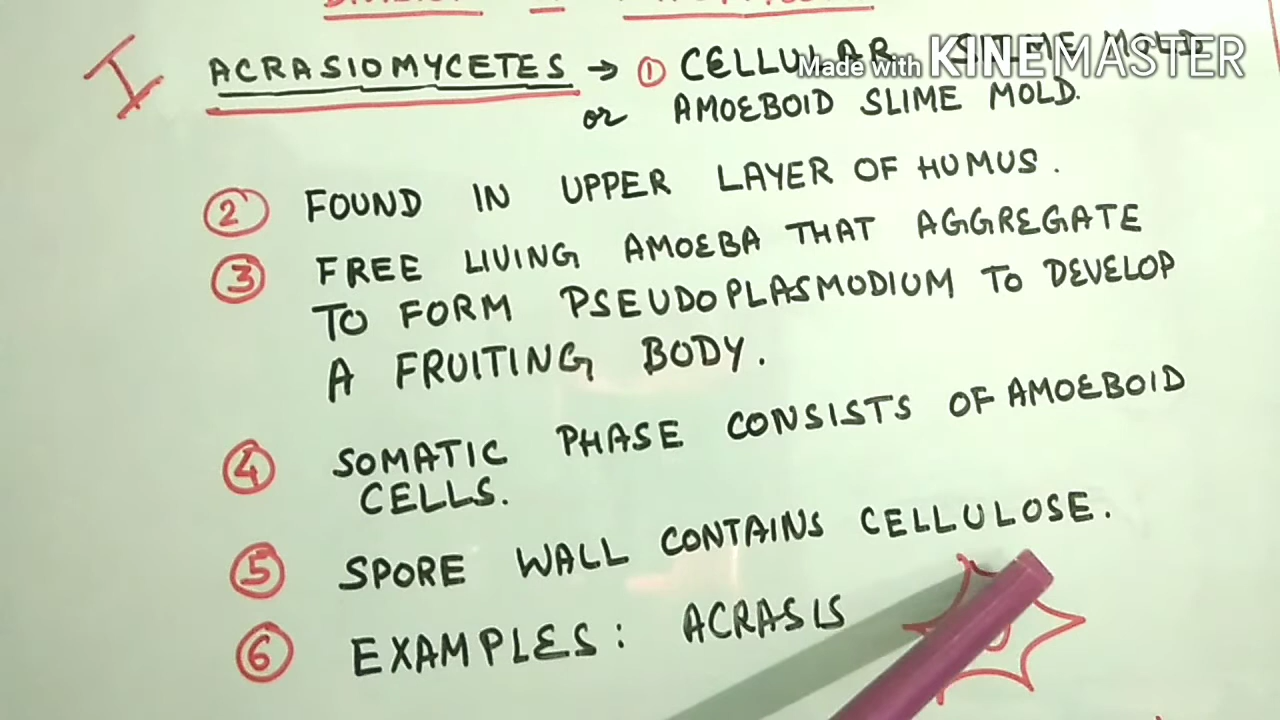 I ACRASIOMYCETES → ① CELLULAR SLIME MOLD
Made with KINEMASTER
or AMOEBOID SLIME MOLD.
② FOUND IN UPPER LAYER OF HUMUS.
③ FREE LIVING AMOEBA THAT AGGREGATE
TO FORM PSEUDOPLASMODIUM TO DEVELOP
A FRUITING BODY.
④ SOMATIC PHASE CONSISTS OF AMOEBOID
CELLS.
⑤ SPORE WALL CONTAINS CELLULOSE.
⑥ EXAMPLES: ACRASIS